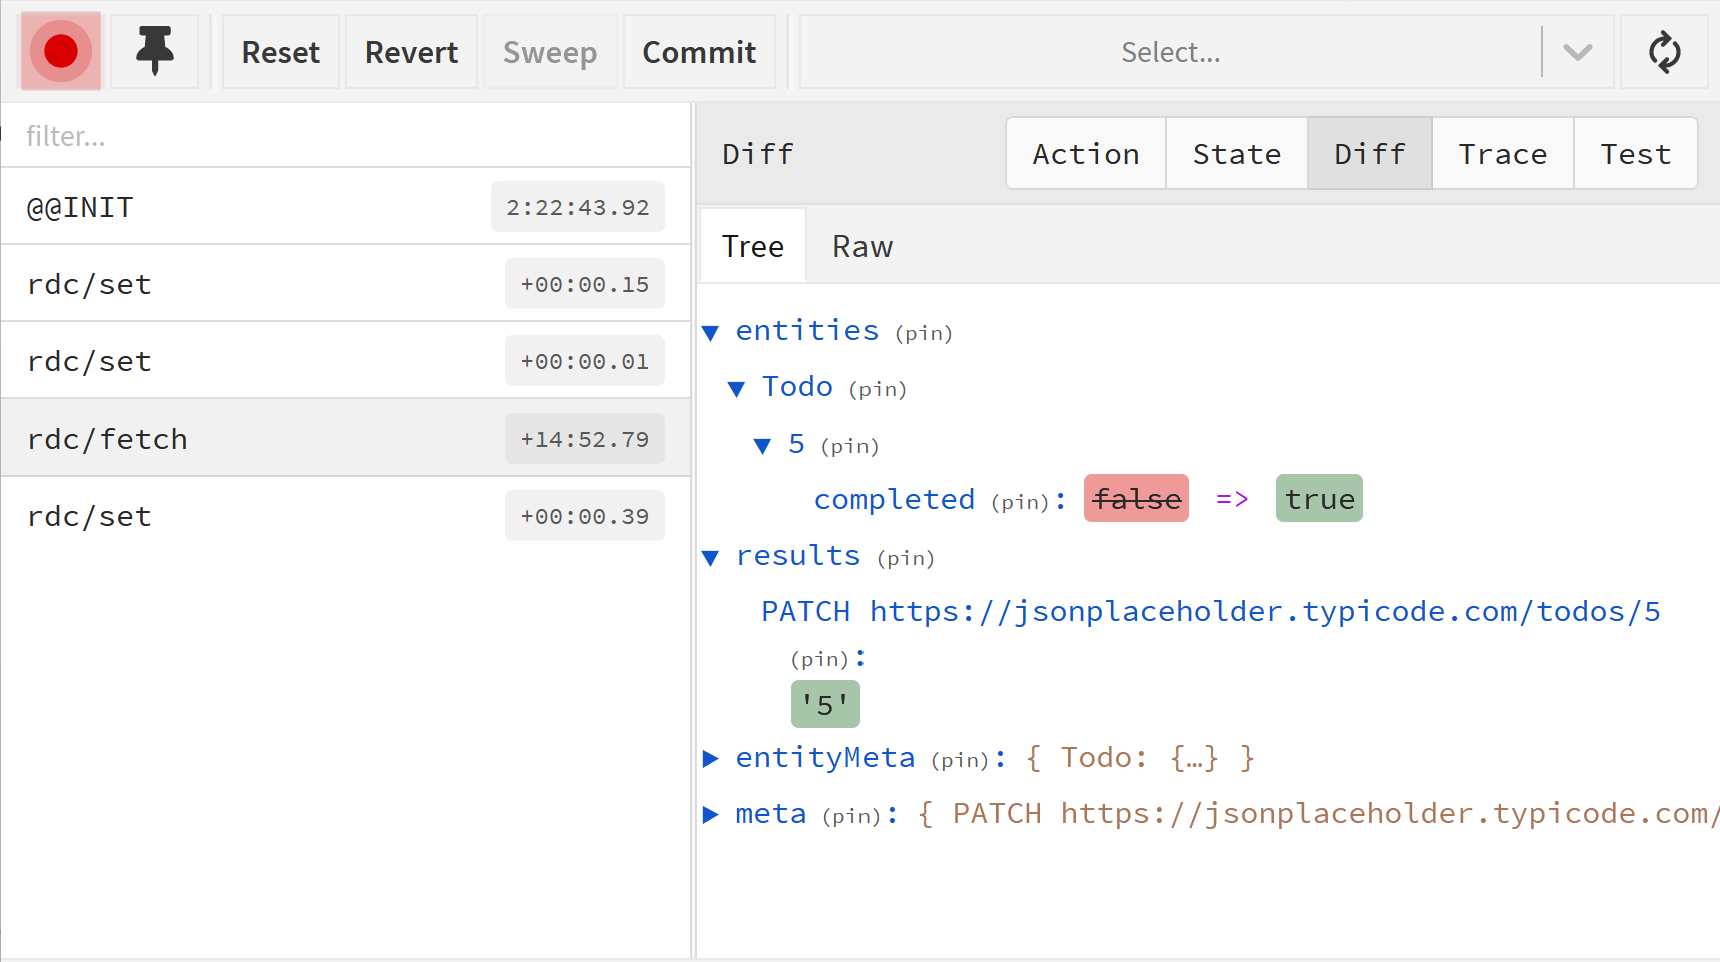 Reset Revert Sweep Commit Select...
filter...
Diff Action State Diff Trace Test
@@INIT 2:22:43.92
rdc/set +00:00.15
rdc/set +00:00.01
rdc/fetch +14:52.79
rdc/set +00:00.39
Tree Raw
entities (pin)
Todo (pin)
5 (pin)
completed (pin): false => true
results (pin)
PATCH https://jsonplaceholder.typicode.com/todos/5
(pin):
'5'
entityMeta (pin): { Todo: {…} }
meta (pin): { PATCH https://jsonplaceholder.typicode.com/